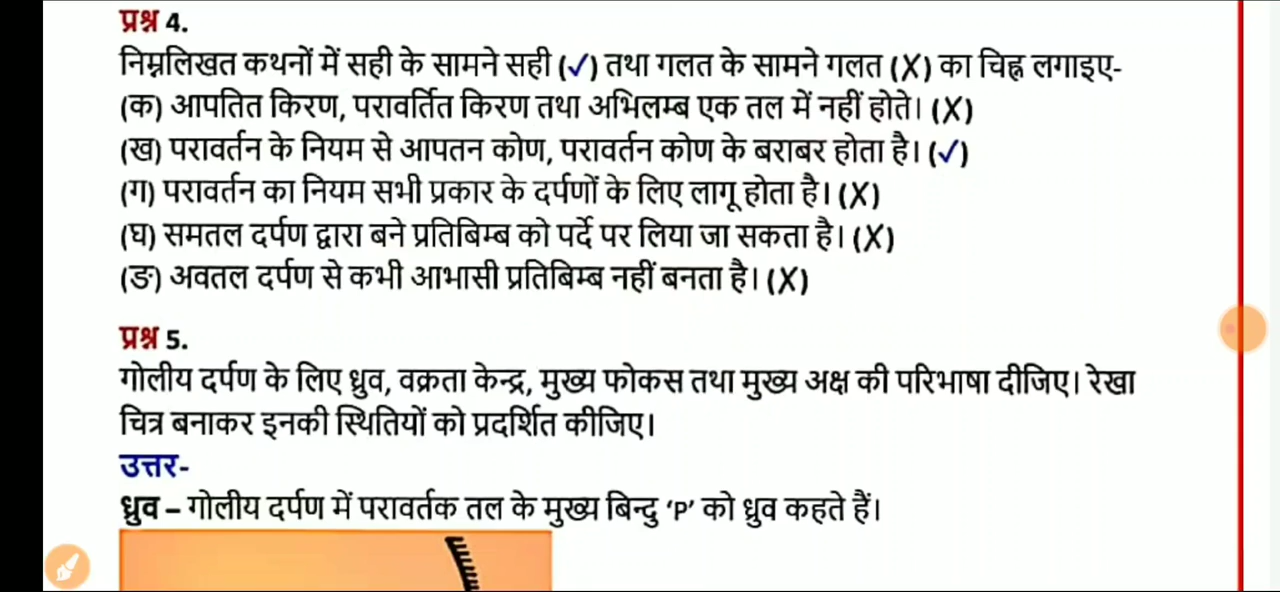 प्रश्न 4.
निम्नलिखत कथनों में सही के सामने सही (✓) तथा गलत के सामने गलत (X) का चिह्न लगाइए-
(क) आपतित किरण, परावर्तित किरण तथा अभिलम्ब एक तल में नहीं होते। (X)
(ख) परावर्तन के नियम से आपतन कोण, परावर्तन कोण के बराबर होता है। (✓)
(ग) परावर्तन का नियम सभी प्रकार के दर्पणों के लिए लागू होता है। (X)
(घ) समतल दर्पण द्वारा बने प्रतिबिम्ब को पर्दे पर लिया जा सकता है। (X)
(ङ) अवतल दर्पण से कभी आभासी प्रतिबिम्ब नहीं बनता है। (X)
प्रश्न 5.
गोलीय दर्पण के लिए ध्रुव, वक्रता केन्द्र, मुख्य फोकस तथा मुख्य अक्ष की परिभाषा दीजिए। रेखा
चित्र बनाकर इनकी स्थितियों को प्रदर्शित कीजिए।
उत्तर-
ध्रुव – गोलीय दर्पण में परावर्तक तल के मुख्य बिन्दु ‘P’ को ध्रुव कहते हैं।